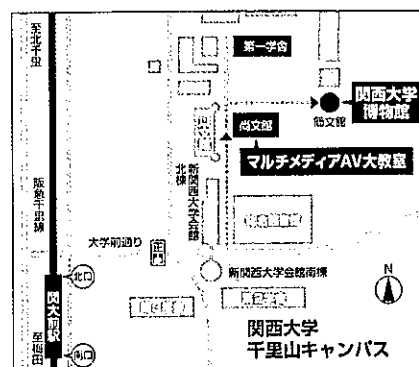 至北千里
阪急千里線
関大前駅
至梅田
北口
南口
大学前通り
正門
第一学舎
尚文館
マルチメディアAV大教室
簡文館
関西大学
博物館
新関西大学会館
北棟
新関西大学会館南棟
N
関西大学
千里山キャンパス